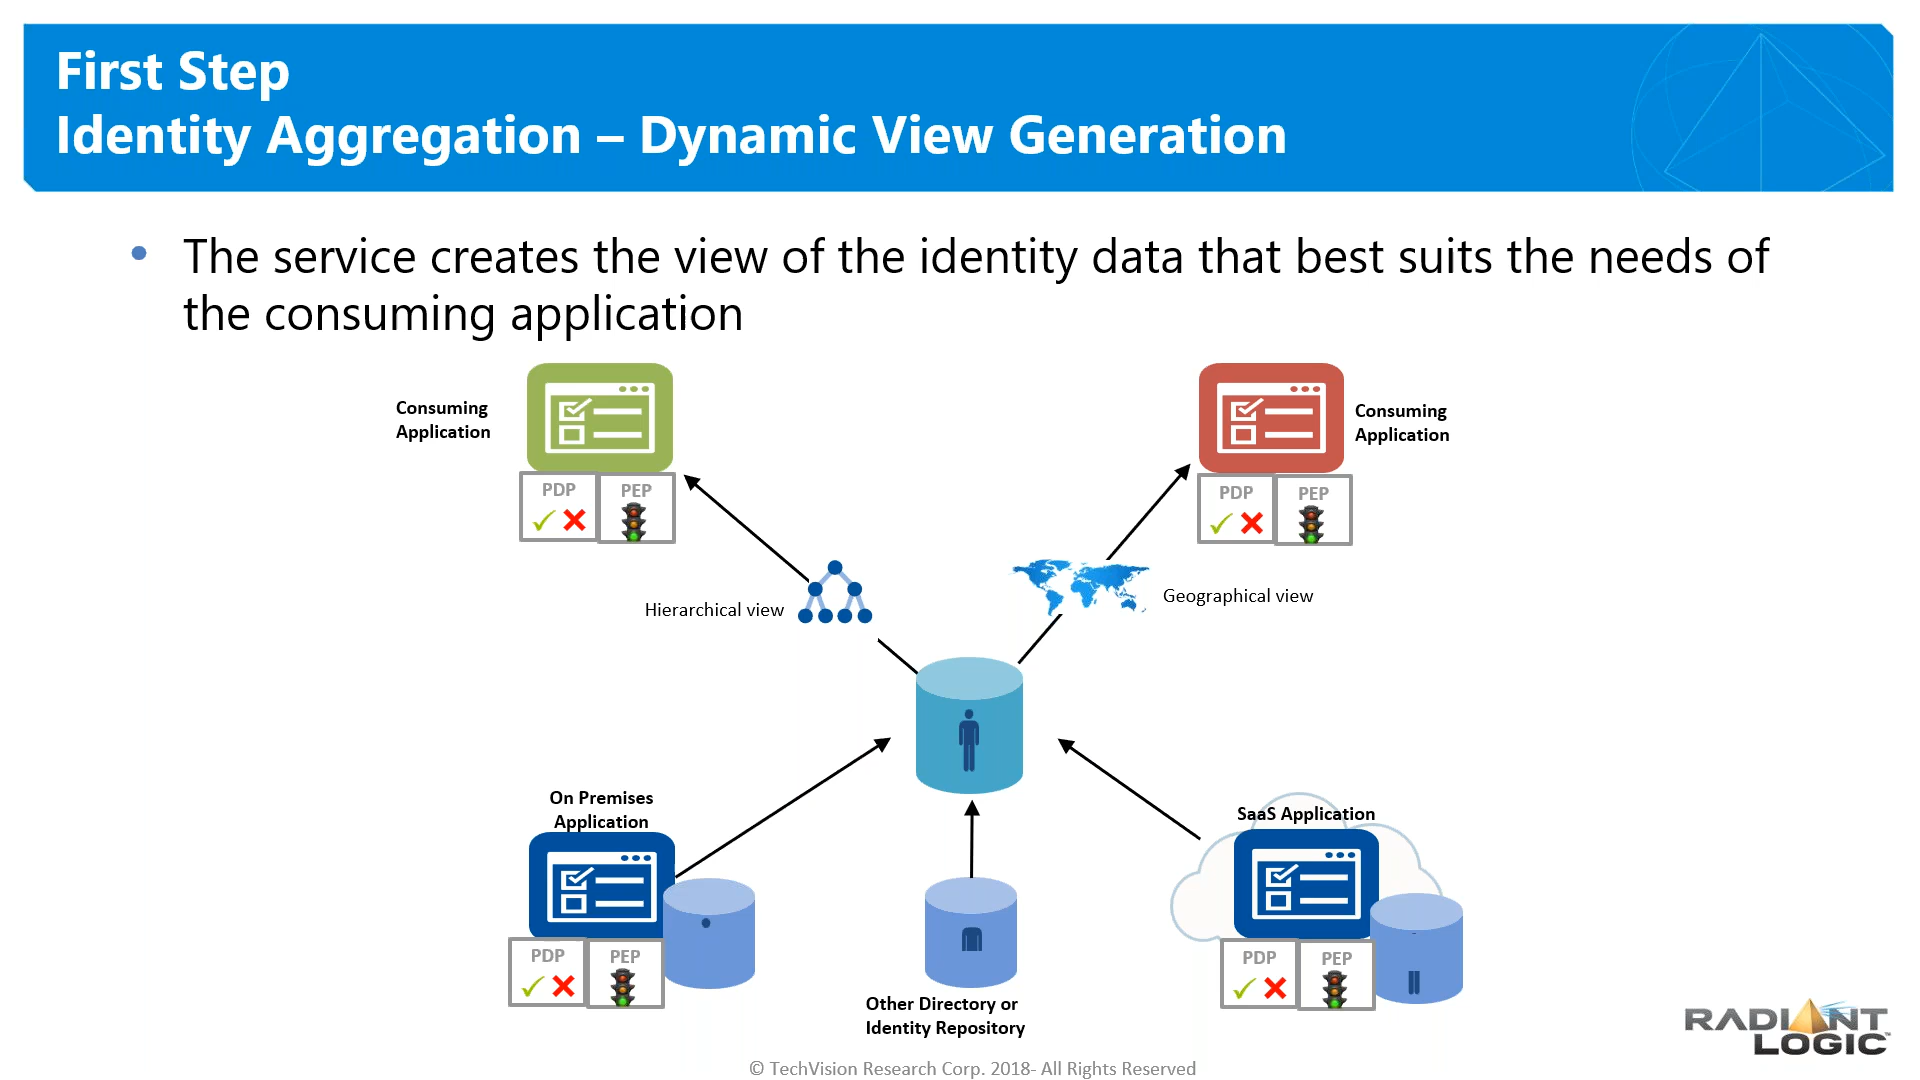 First Step
Identity Aggregation – Dynamic View Generation
• The service creates the view of the identity data that best suits the needs of
the consuming application
Consuming
Application
PDP
PEP
Consuming
Application
PDP
PEP
Hierarchical view
Geographical view
On Premises
Application
PDP
PEP
Other Directory or
Identity Repository
SaaS Application
PDP
PEP
RADIANT
LOGIC™
© TechVision Research Corp. 2018- All Rights Reserved